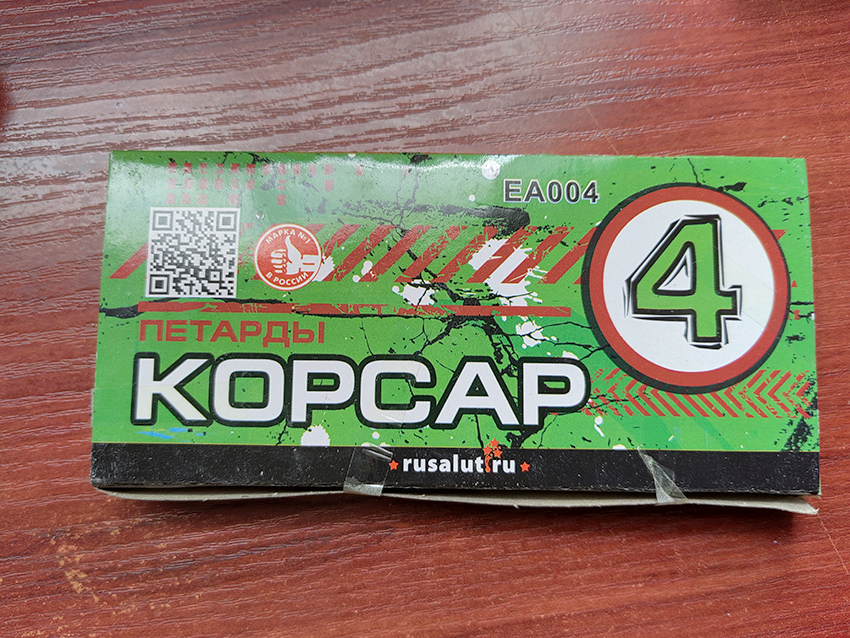 EA004
4
МАРКА №1
В РОССИИ
ПЕТАРДЫ
КОРСАР
rusalut.ru